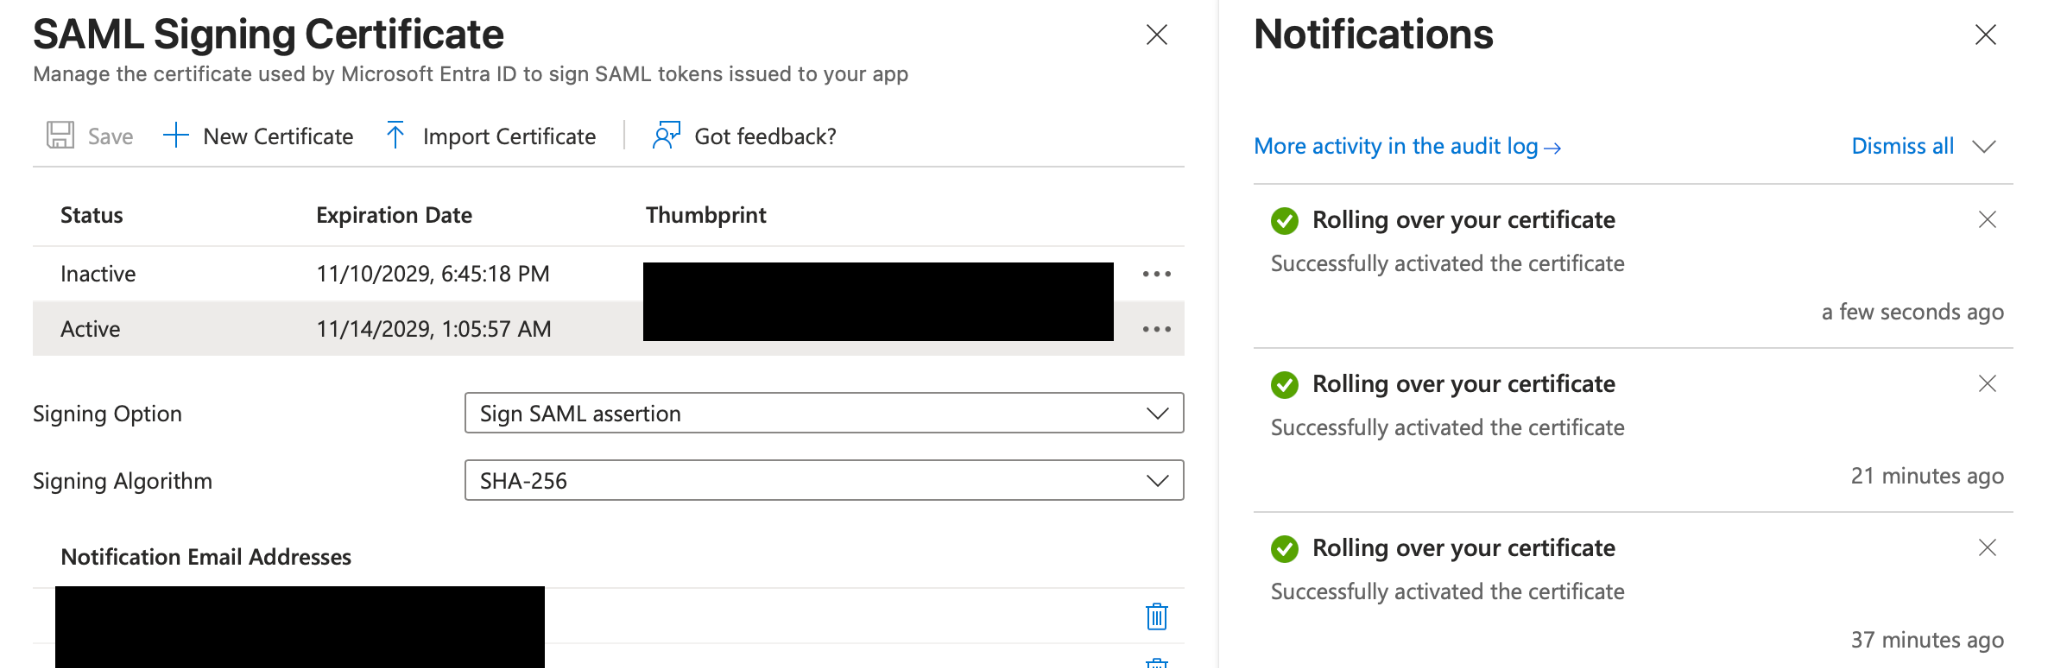 SAML Signing Certificate
Manage the certificate used by Microsoft Entra ID to sign SAML tokens issued to your app
Save New Certificate Import Certificate Got feedback?
Status Expiration Date Thumbprint
Inactive 11/10/2029, 6:45:18 PM
Active 11/14/2029, 1:05:57 AM
Signing Option Sign SAML assertion
Signing Algorithm SHA-256
Notification Email Addresses
Notifications
More activity in the audit log→ Dismiss all
Rolling over your certificate
Successfully activated the certificate
a few seconds ago
Rolling over your certificate
Successfully activated the certificate
21 minutes ago
Rolling over your certificate
Successfully activated the certificate
37 minutes ago